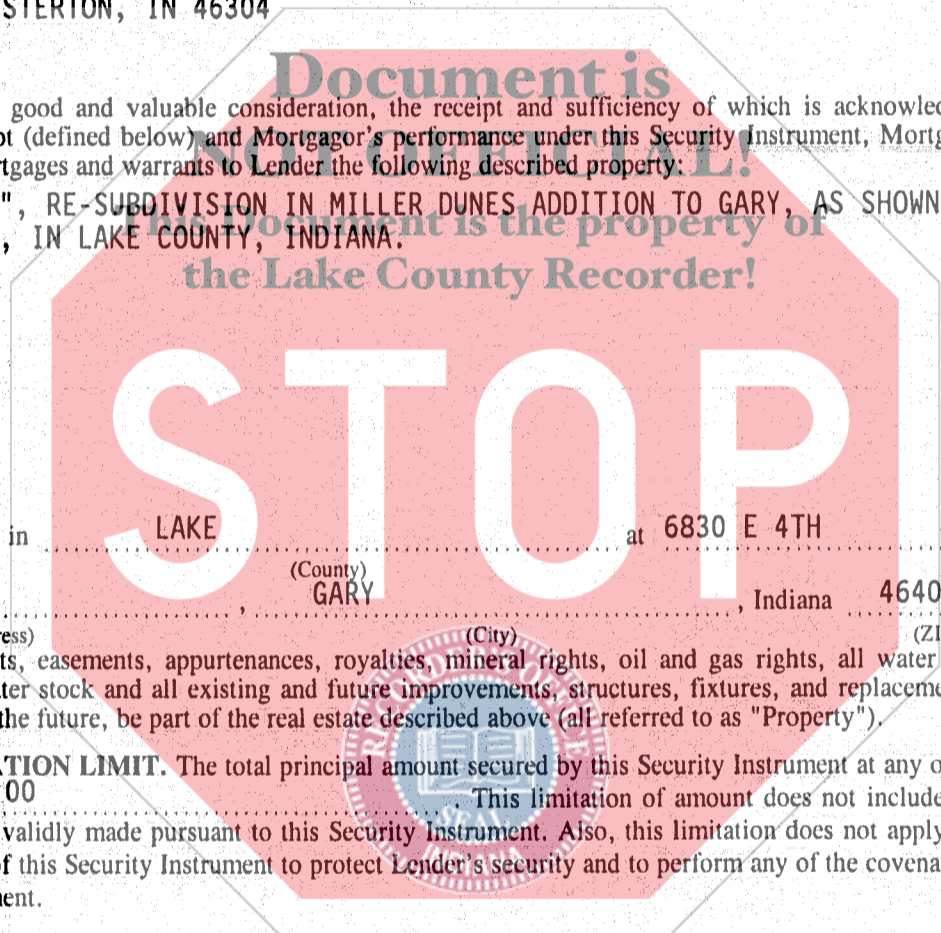 STERTON, IN 46304
Document is
good and valuable consideration, the receipt and sufficiency of which is acknowled
ot (defined below) and Mortgagor's performance under this Security Instrument, Mortg
NOT OFFICIAL!
rtgages and warrants to Lender the following described property:
", RE-SUBDIVISION IN MILLER DUNES ADDITION TO GARY, AS SHOWN
This Document is the property of
, IN LAKE COUNTY, INDIANA.
the Lake County Recorder!
STOP
in LAKE at 6830 E 4TH
(County)
, GARY , Indiana 4640
ress) (City) (ZI
ts, easements, appurtenances, royalties, mineral rights, oil and gas rights, all water
ter stock and all existing and future improvements, structures, fixtures, and replaceme
the future, be part of the real estate described above (all referred to as "Property").
TION LIMIT. The total principal amount secured by this Security Instrument at any o
00 . This limitation of amount does not include
validly made pursuant to this Security Instrument. Also, this limitation does not apply
of this Security Instrument to protect Lender's security and to perform any of the covena
ent.
SEAL
INDIANA